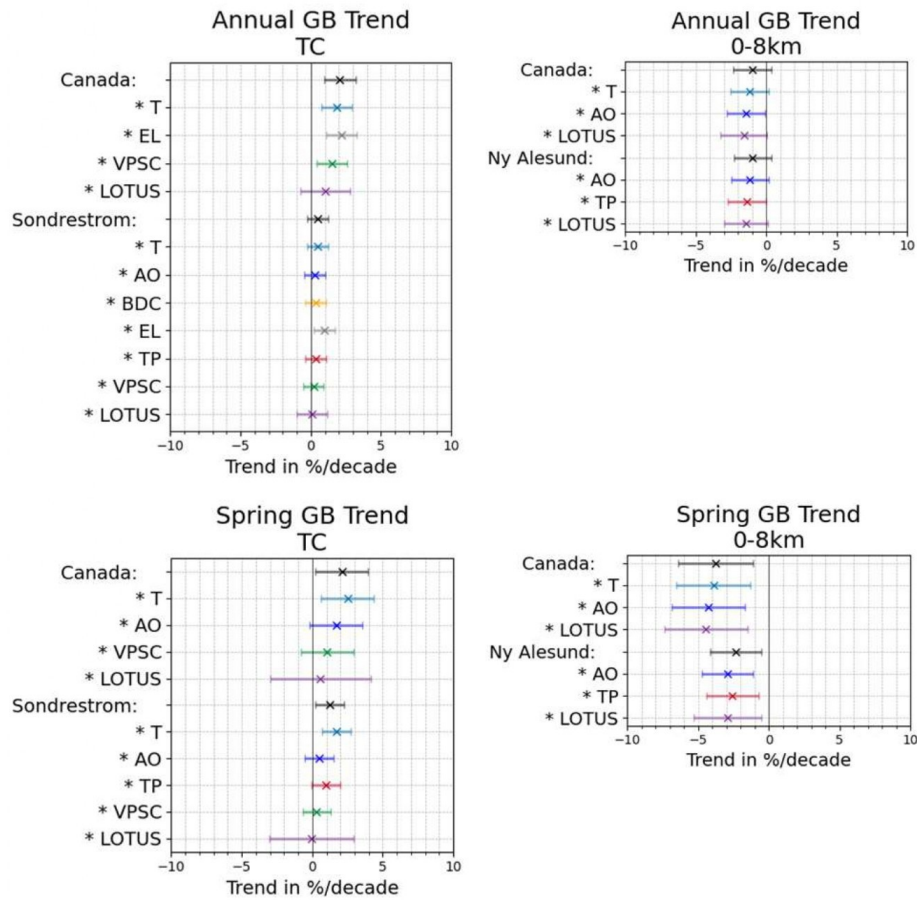 Annual GB Trend
TC
Canada:
* T
* EL
* VPSC
* LOTUS
Sondrestrom:
* T
* AO
* BDC
* EL
* TP
* VPSC
* LOTUS
−10 −5 0 5 10
Trend in %/decade
Annual GB Trend
0-8km
Canada:
* T
* AO
* LOTUS
Ny Alesund:
* AO
* TP
* LOTUS
−10 −5 0 5 10
Trend in %/decade
Spring GB Trend
TC
Canada:
* T
* AO
* VPSC
* LOTUS
Sondrestrom:
* T
* AO
* TP
* VPSC
* LOTUS
−10 −5 0 5 10
Trend in %/decade
Spring GB Trend
0-8km
Canada:
* T
* AO
* LOTUS
Ny Alesund:
* AO
* TP
* LOTUS
−10 −5 0 5 10
Trend in %/decade